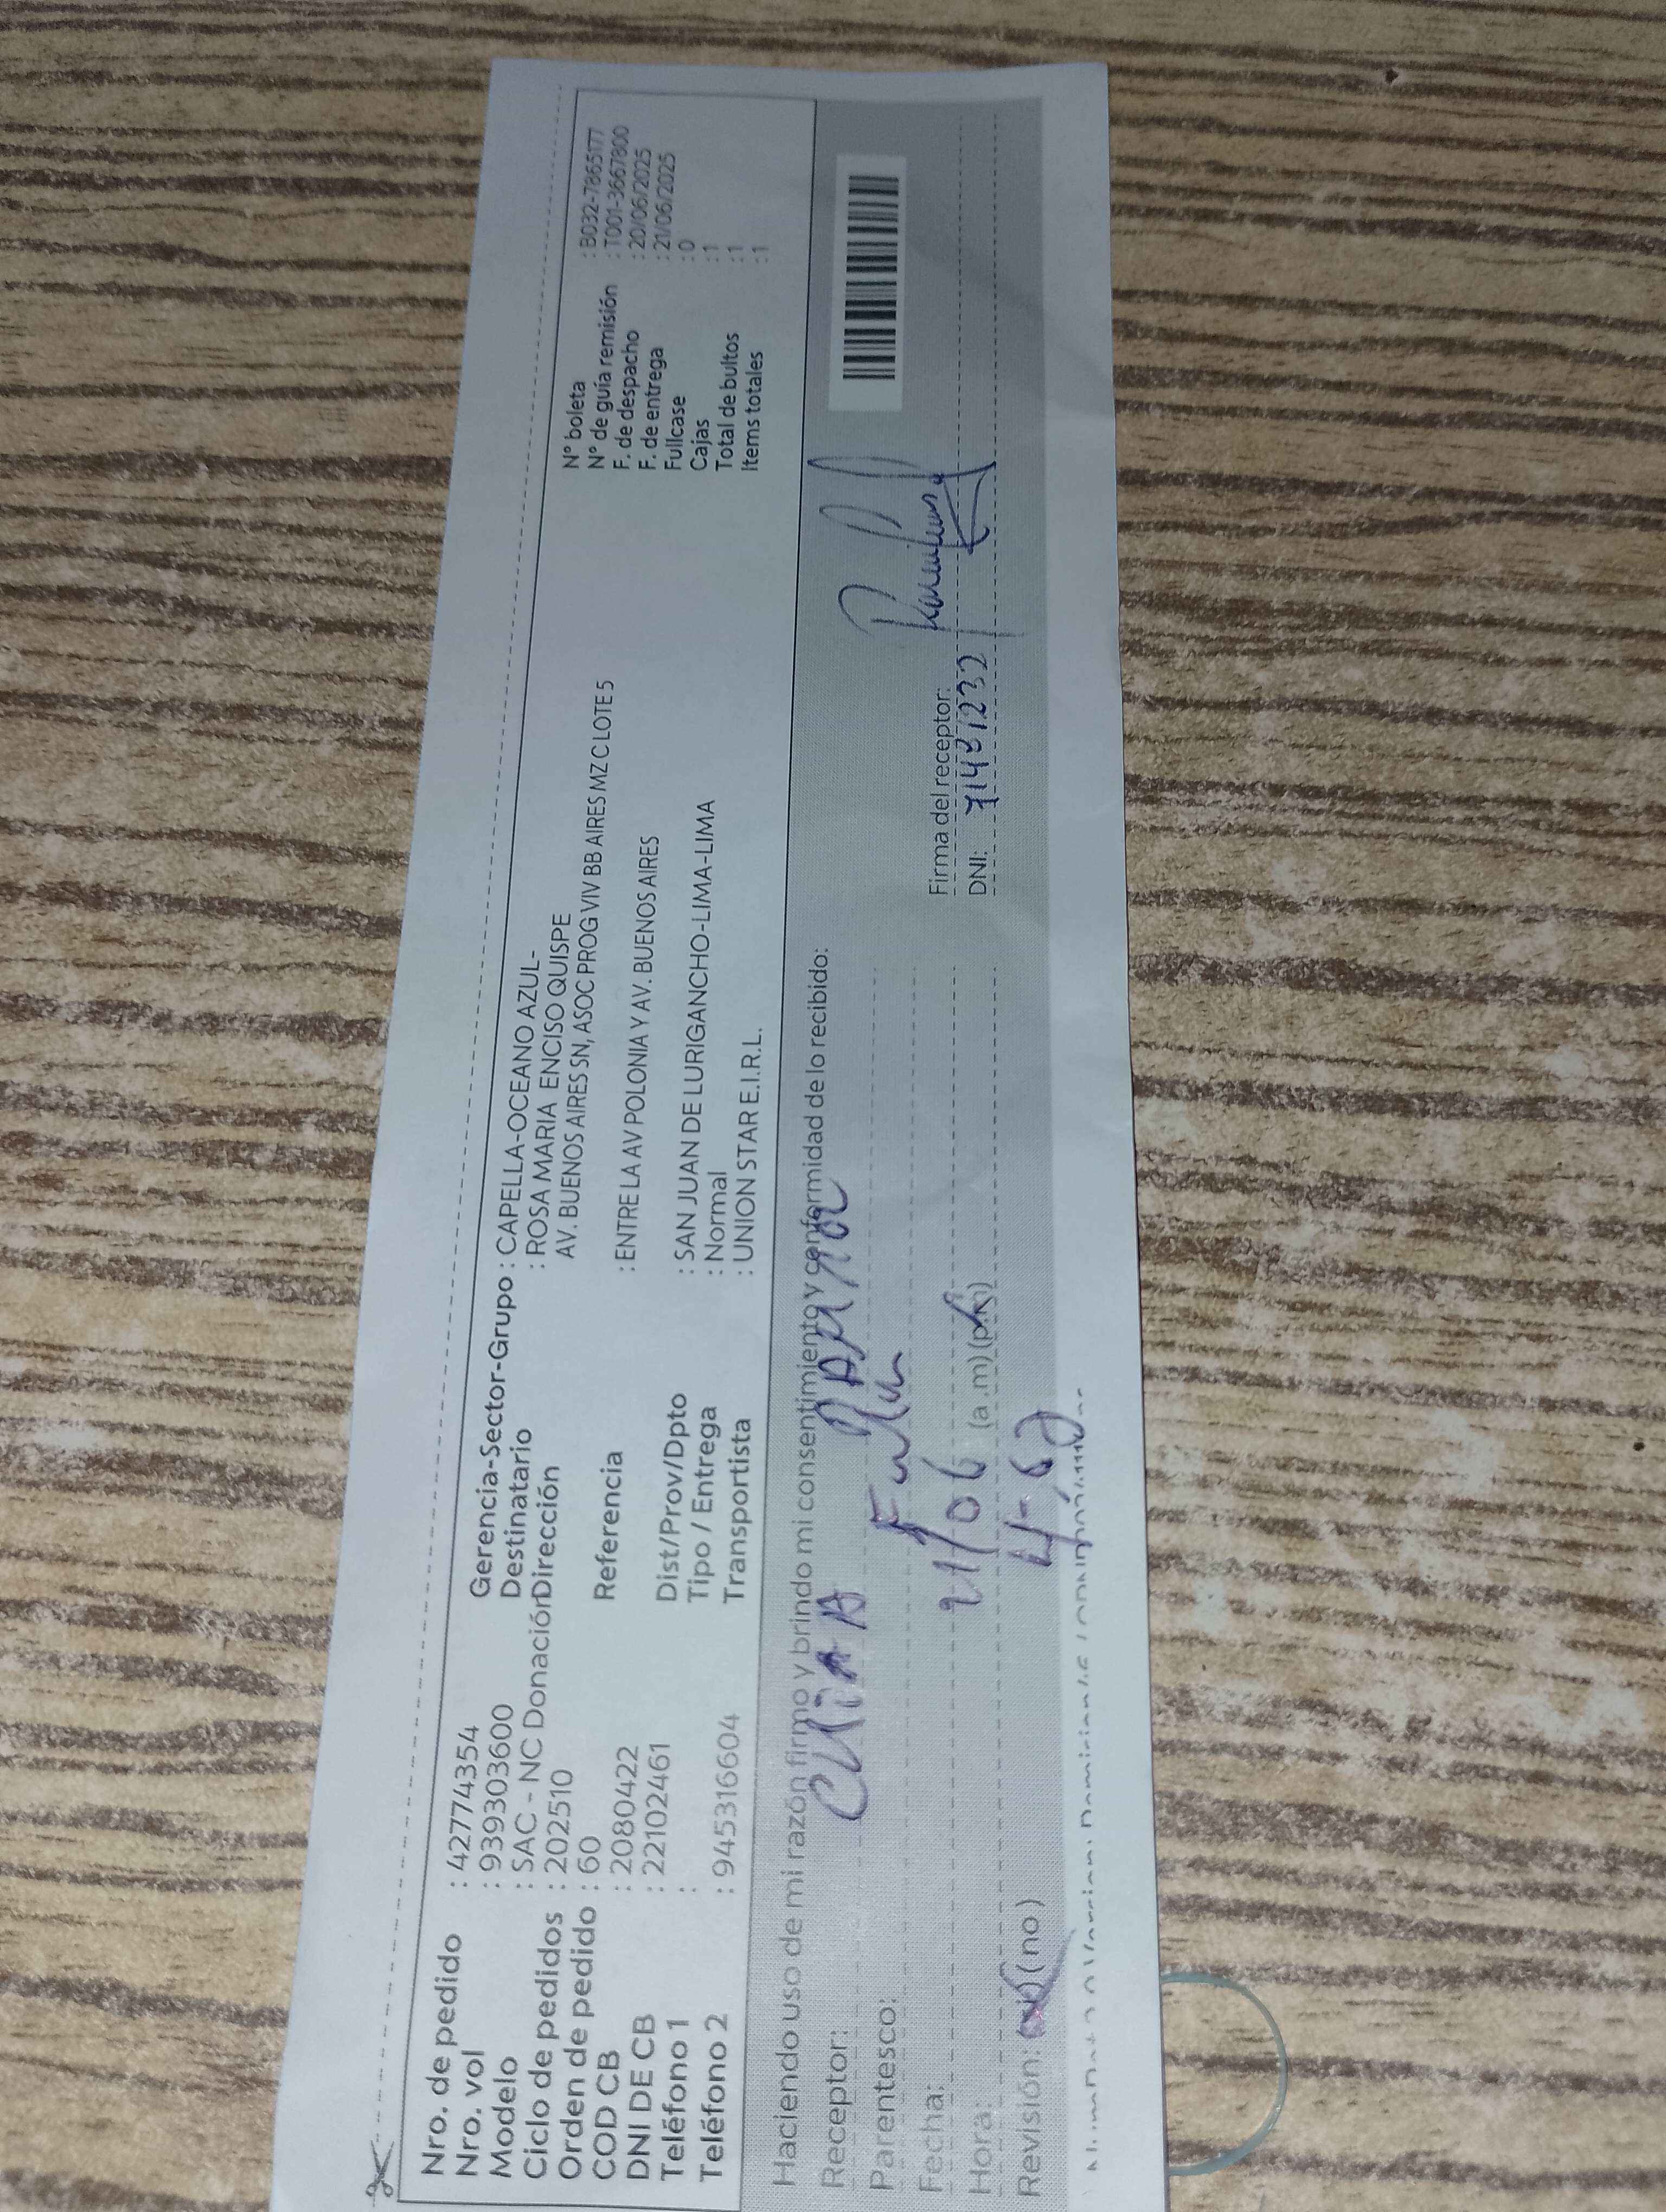 Nro. de pedido : 427774354
Nro. vol : 939303600
Modelo : SAC - NC Donación
Ciclo de pedidos : 202510
Orden de pedido : 60
COD CB : 2080422
DNI DE CB : 22102461
Teléfono 1 :
Teléfono 2 : 945316604
Gerencia-Sector-Grupo : CAPELLA-OCEANO AZUL-
Destinatario : ROSA MARIA ENCISO QUISPE
Dirección AV. BUENOS AIRES SN, ASOC PROG VIV BB AIRES MZ C LOTE 5
Referencia : ENTRE LA AV POLONIA Y AV. BUENOS AIRES
Dist/Prov/Dpto : SAN JUAN DE LURIGANCHO-LIMA-LIMA
Tipo / Entrega : Normal
Transportista : UNION STAR E.I.R.L.
N° boleta : B032-7865177
N° de guía remisión : T001-3667800
F. de despacho : 20/06/2025
F. de entrega : 21/06/2025
Fullcase : 0
Cajas : 1
Total de bultos : 1
Items totales : 1
Haciendo uso de mi razón firmo y brindo mi consentimiento y conformidad de lo recibido:
Receptor:
Parentesco:
Fecha: 21/06
Hora: (a.m)(p.m)
Revisión: (si)(no)
Firma del receptor:
DNI: